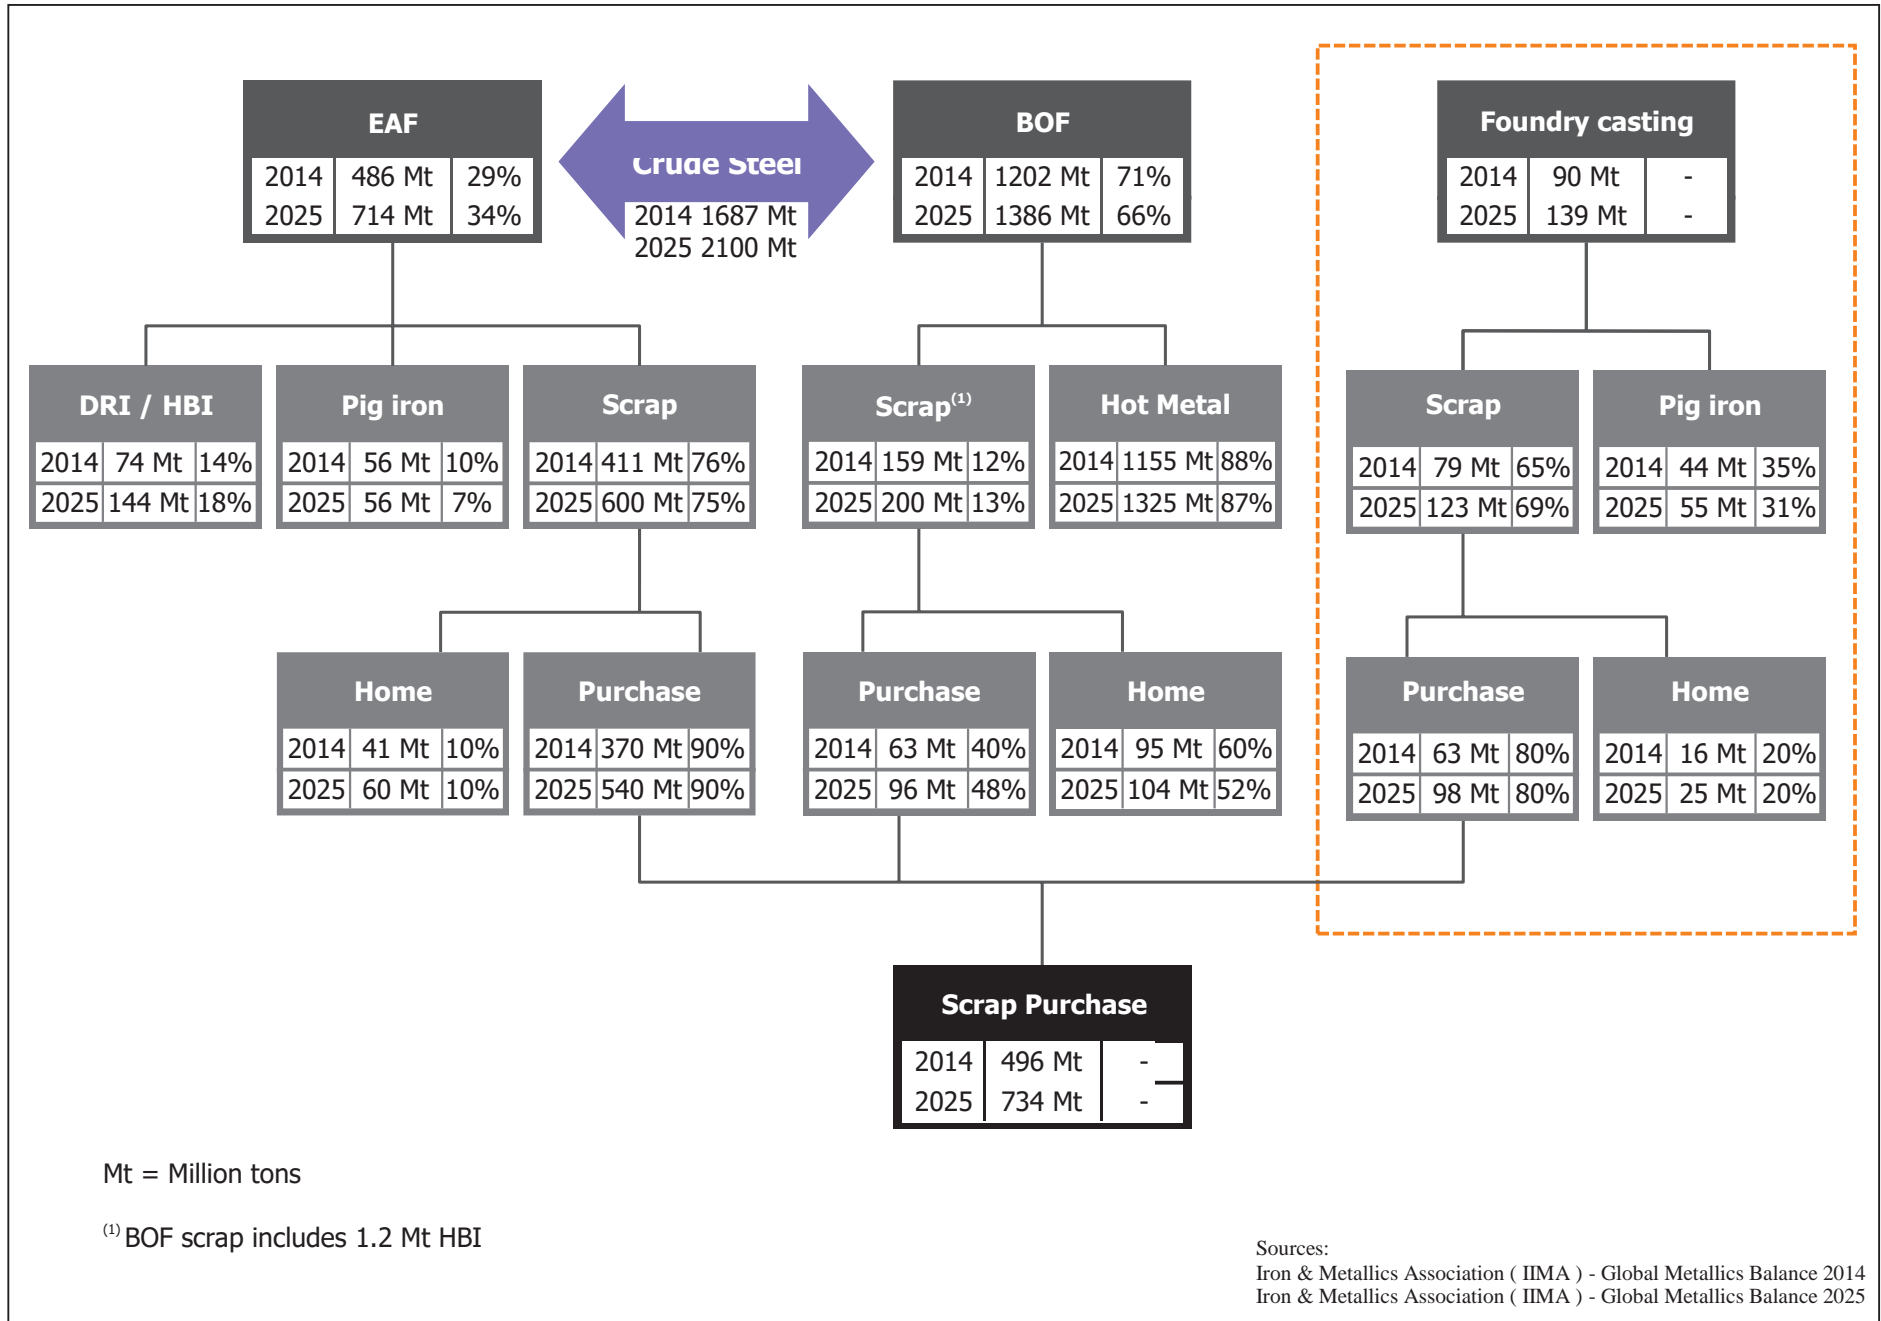 EAF
2014 486 Mt 29%
2025 714 Mt 34%
Crude Steel
2014 1687 Mt
2025 2100 Mt
BOF
2014 1202 Mt 71%
2025 1386 Mt 66%
Foundry casting
2014 90 Mt -
2025 139 Mt -
DRI / HBI
2014 74 Mt 14%
2025 144 Mt 18%
Pig iron
2014 56 Mt 10%
2025 56 Mt 7%
Scrap
2014 411 Mt 76%
2025 600 Mt 75%
Scrap(1)
2014 159 Mt 12%
2025 200 Mt 13%
Hot Metal
2014 1155 Mt 88%
2025 1325 Mt 87%
Scrap
2014 79 Mt 65%
2025 123 Mt 69%
Pig iron
2014 44 Mt 35%
2025 55 Mt 31%
Home
2014 41 Mt 10%
2025 60 Mt 10%
Purchase
2014 370 Mt 90%
2025 540 Mt 90%
Purchase
2014 63 Mt 40%
2025 96 Mt 48%
Home
2014 95 Mt 60%
2025 104 Mt 52%
Purchase
2014 63 Mt 80%
2025 98 Mt 80%
Home
2014 16 Mt 20%
2025 25 Mt 20%
Scrap Purchase
2014 496 Mt -
2025 734 Mt -
Mt = Million tons
(1) BOF scrap includes 1.2 Mt HBI
Sources:
Iron & Metallics Association ( IIMA ) - Global Metallics Balance 2014
Iron & Metallics Association ( IIMA ) - Global Metallics Balance 2025